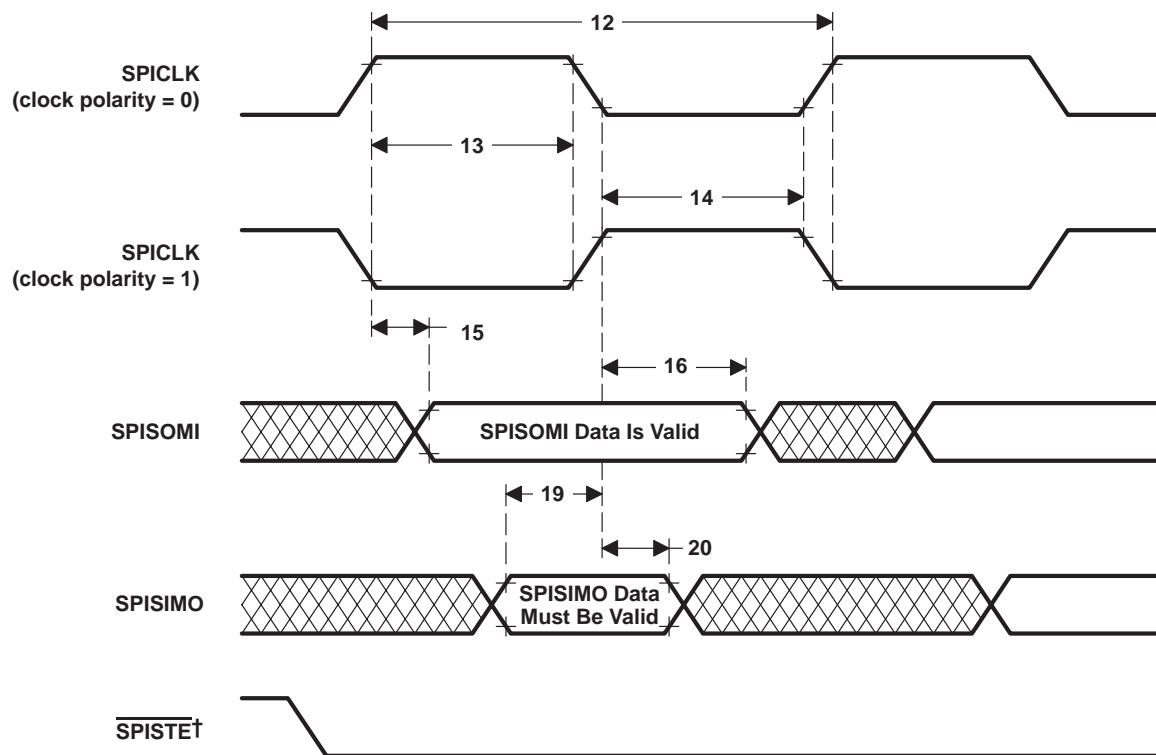 12
SPICLK
(clock polarity = 0)
13
14
SPICLK
(clock polarity = 1)
15
16
SPISOMI
SPISOMI Data Is Valid
19
20
SPISIMO
SPISIMO Data
Must Be Valid
SPISTE†